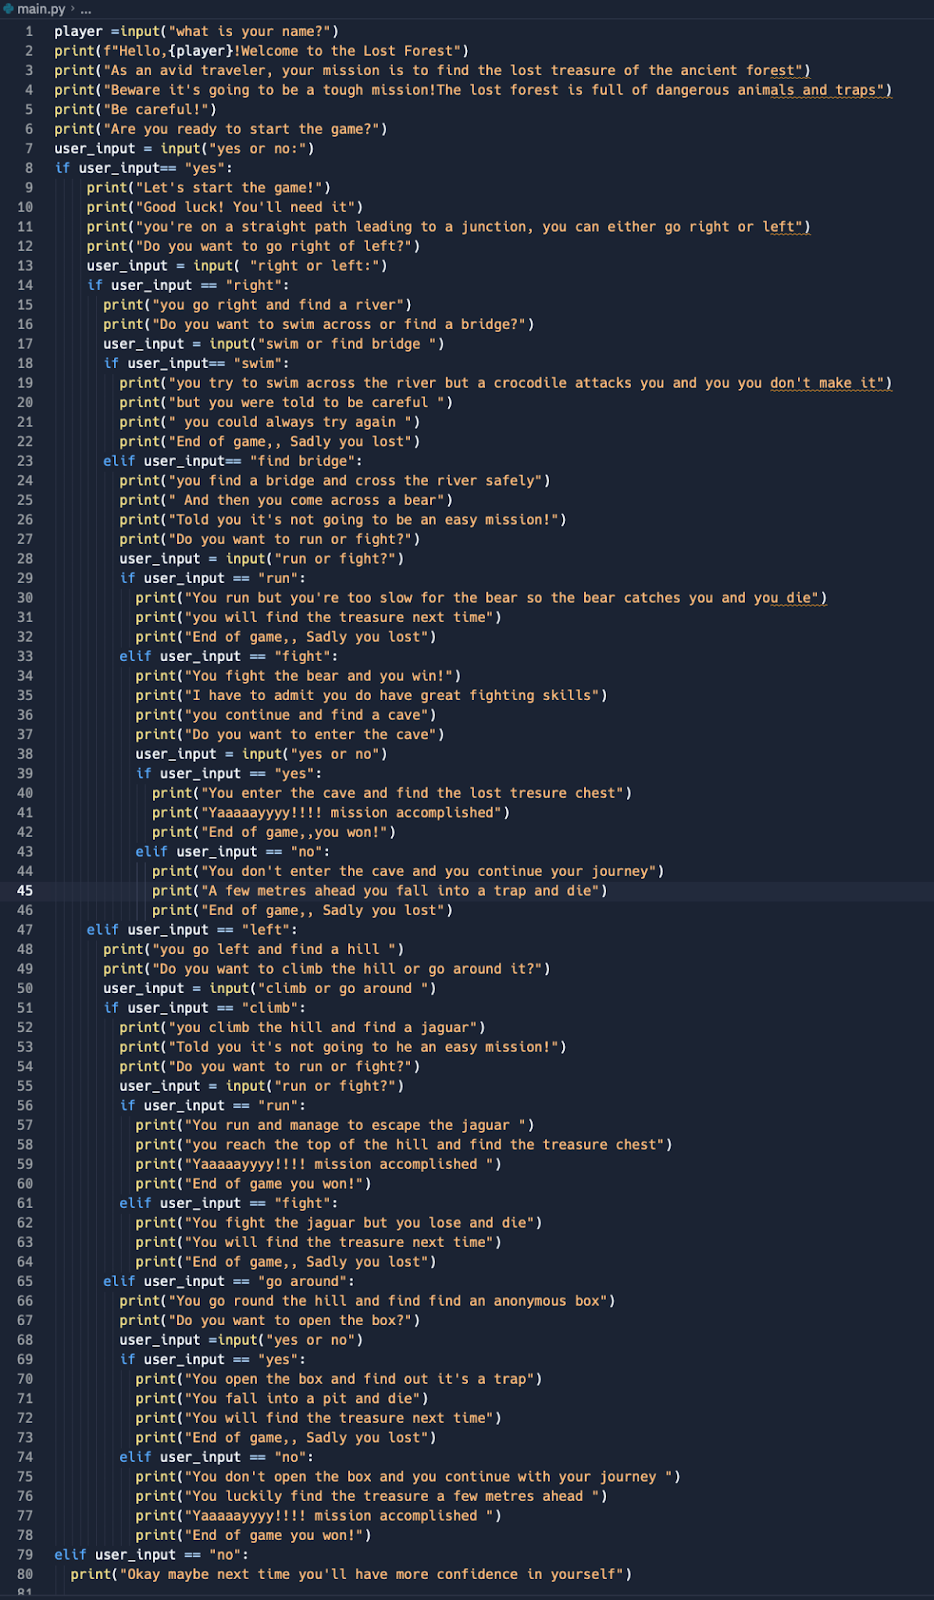 main.py > ...
1 player =input("what is your name?")
2 print(f"Hello,{player}!Welcome to the Lost Forest")
3 print("As an avid traveler, your mission is to find the lost treasure of the ancient forest")
4 print("Beware it's going to be a tough mission!The lost forest is full of dangerous animals and traps")
5 print("Be careful!")
6 print("Are you ready to start the game?")
7 user_input = input("yes or no:")
8 if user_input== "yes":
9     print("Let's start the game!")
10     print("Good luck! You'll need it")
11     print("you're on a straight path leading to a junction, you can either go right or left")
12     print("Do you want to go right of left?")
13     user_input = input( "right or left:")
14     if user_input == "right":
15       print("you go right and find a river")
16       print("Do you want to swim across or find a bridge?")
17       user_input = input("swim or find bridge ")
18       if user_input== "swim":
19         print("you try to swim across the river but a crocodile attacks you and you you don't make it")
20         print("but you were told to be careful ")
21         print(" you could always try again ")
22         print("End of game,, Sadly you lost")
23       elif user_input== "find bridge":
24         print("you find a bridge and cross the river safely")
25         print(" And then you come across a bear")
26         print("Told you it's not going to be an easy mission!")
27         print("Do you want to run or fight?")
28         user_input = input("run or fight?")
29         if user_input == "run":
30           print("You run but you're too slow for the bear so the bear catches you and you die")
31           print("you will find the treasure next time")
32           print("End of game,, Sadly you lost")
33         elif user_input == "fight":
34           print("You fight the bear and you win!")
35           print("I have to admit you do have great fighting skills")
36           print("you continue and find a cave")
37           print("Do you want to enter the cave")
38           user_input = input("yes or no")
39           if user_input == "yes":
40             print("You enter the cave and find the lost tresure chest")
41             print("Yaaaaayyyy!!!! mission accomplished")
42             print("End of game,,you won!")
43           elif user_input == "no":
44             print("You don't enter the cave and you continue your journey")
45             print("A few metres ahead you fall into a trap and die")
46             print("End of game,, Sadly you lost")
47     elif user_input == "left":
48       print("you go left and find a hill ")
49       print("Do you want to climb the hill or go around it?")
50       user_input = input("climb or go around ")
51       if user_input == "climb":
52         print("you climb the hill and find a jaguar")
53         print("Told you it's not going to he an easy mission!")
54         print("Do you want to run or fight?")
55         user_input = input("run or fight?")
56         if user_input == "run":
57           print("You run and manage to escape the jaguar ")
58           print("you reach the top of the hill and find the treasure chest")
59           print("Yaaaaayyyy!!!! mission accomplished ")
60           print("End of game you won!")
61         elif user_input == "fight":
62           print("You fight the jaguar but you lose and die")
63           print("You will find the treasure next time")
64           print("End of game,, Sadly you lost")
65       elif user_input == "go around":
66         print("You go round the hill and find find an anonymous box")
67         print("Do you want to open the box?")
68         user_input =input("yes or no")
69         if user_input == "yes":
70           print("You open the box and find out it's a trap")
71           print("You fall into a pit and die")
72           print("You will find the treasure next time")
73           print("End of game,, Sadly you lost")
74         elif user_input == "no":
75           print("You don't open the box and you continue with your journey ")
76           print("You luckily find the treasure a few metres ahead ")
77           print("Yaaaaayyyy!!!! mission accomplished ")
78           print("End of game you won!")
79 elif user_input == "no":
80   print("Okay maybe next time you'll have more confidence in yourself")
81